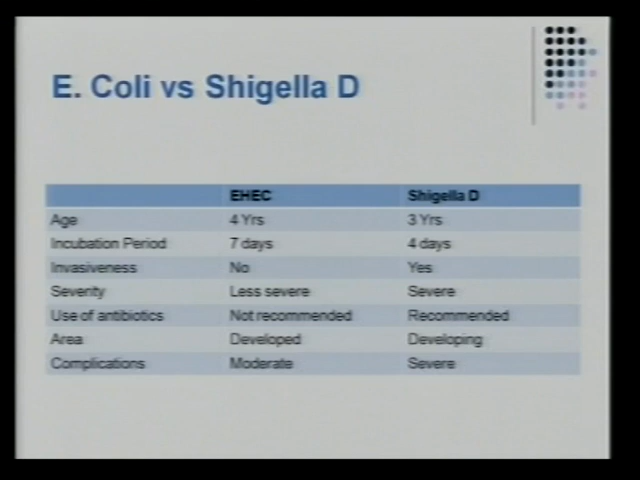 E. Coli vs Shigella D
EHEC Shigella D
Age 4 Yrs 3 Yrs
Incubation Period 7 days 4 days
Invasiveness No Yes
Severity Less severe Severe
Use of antibiotics Not recommended Recommended
Area Developed Developing
Complications Moderate Severe